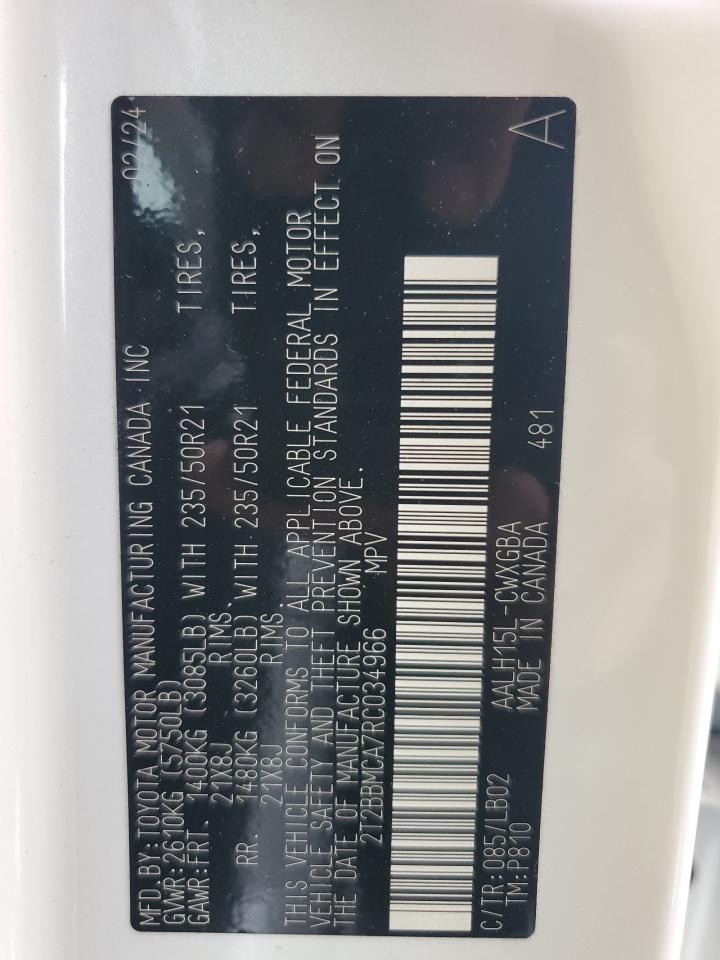 MFD.BY:TOYOTA MOTOR MANUFACTURING CANADA INC 02/24
GVWR:2610KG (5750LB)
GAWR:FRT. 1400KG (3085LB) WITH 235/50R21 TIRES,
21X8J RIMS.
RR. 1480KG (3260LB) WITH 235/50R21 TIRES,
21X8J RIMS.
THIS VEHICLE CONFORMS TO ALL APPLICABLE FEDERAL MOTOR
VEHICLE SAFETY AND THEFT PREVENTION STANDARDS IN EFFECT ON
THE DATE OF MANUFACTURE SHOWN ABOVE.
2T2BBMCA7RC034966 MPV
C/TR:085/LB02 AALH15L-CWXGBA
TM:P810 MADE IN CANADA 481 A